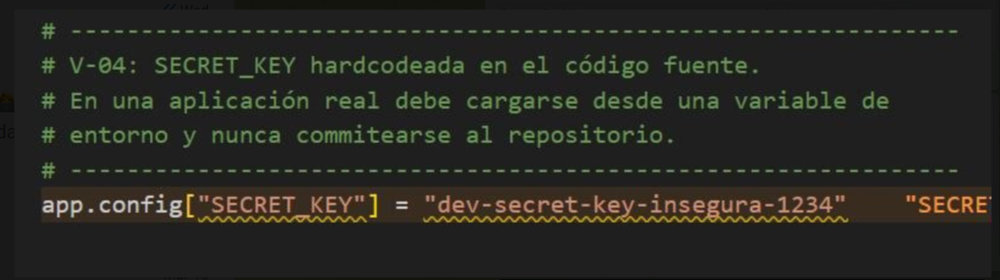 # ---------------------------------------------------------------
# V-04: SECRET_KEY hardcodeada en el código fuente.
# En una aplicación real debe cargarse desde una variable de
# entorno y nunca commitearse al repositorio.
# ---------------------------------------------------------------
app.config["SECRET_KEY"] = "dev-secret-key-insegura-1234" "SECRE